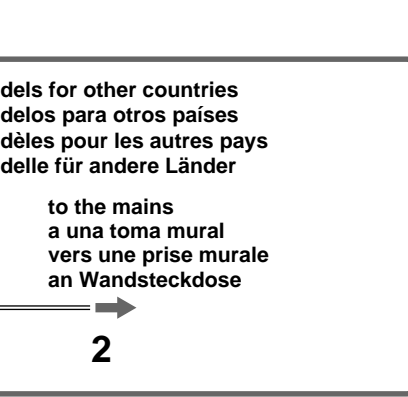 dels for other countries
delos para otros países
dèles pour les autres pays
delle für andere Länder
to the mains
a una toma mural
vers une prise murale
an Wandsteckdose
2